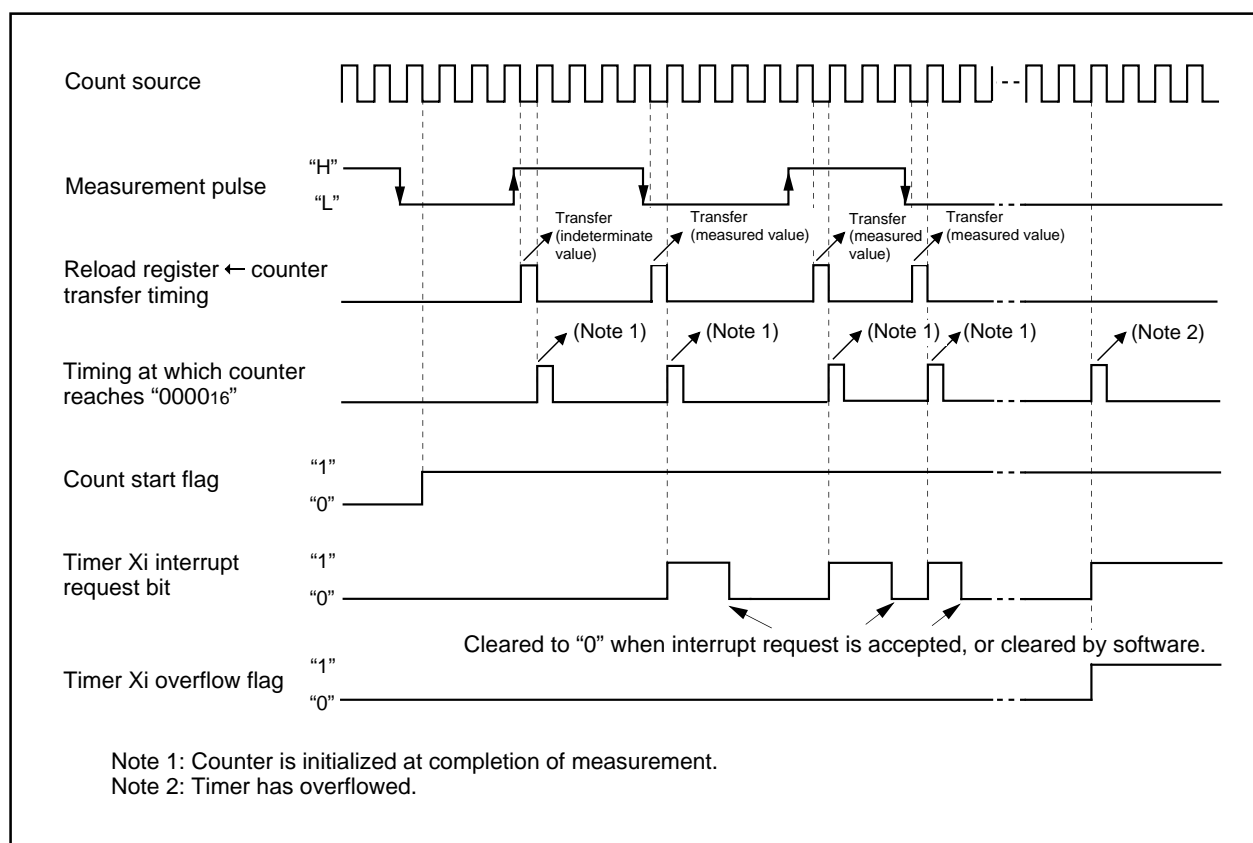 Count source
Measurement pulse
“H”
“L”
Transfer
(indeterminate
value)
Transfer
(measured value)
Transfer
(measured
value)
Transfer
(measured value)
Reload register ← counter
transfer timing
(Note 1)
(Note 1)
(Note 1)
(Note 1)
(Note 2)
Timing at which counter
reaches “000016”
Count start flag
“1”
“0”
Timer Xi interrupt
request bit
“1”
“0”
Cleared to “0” when interrupt request is accepted, or cleared by software.
Timer Xi overflow flag
“1”
“0”
Note 1: Counter is initialized at completion of measurement.
Note 2: Timer has overflowed.